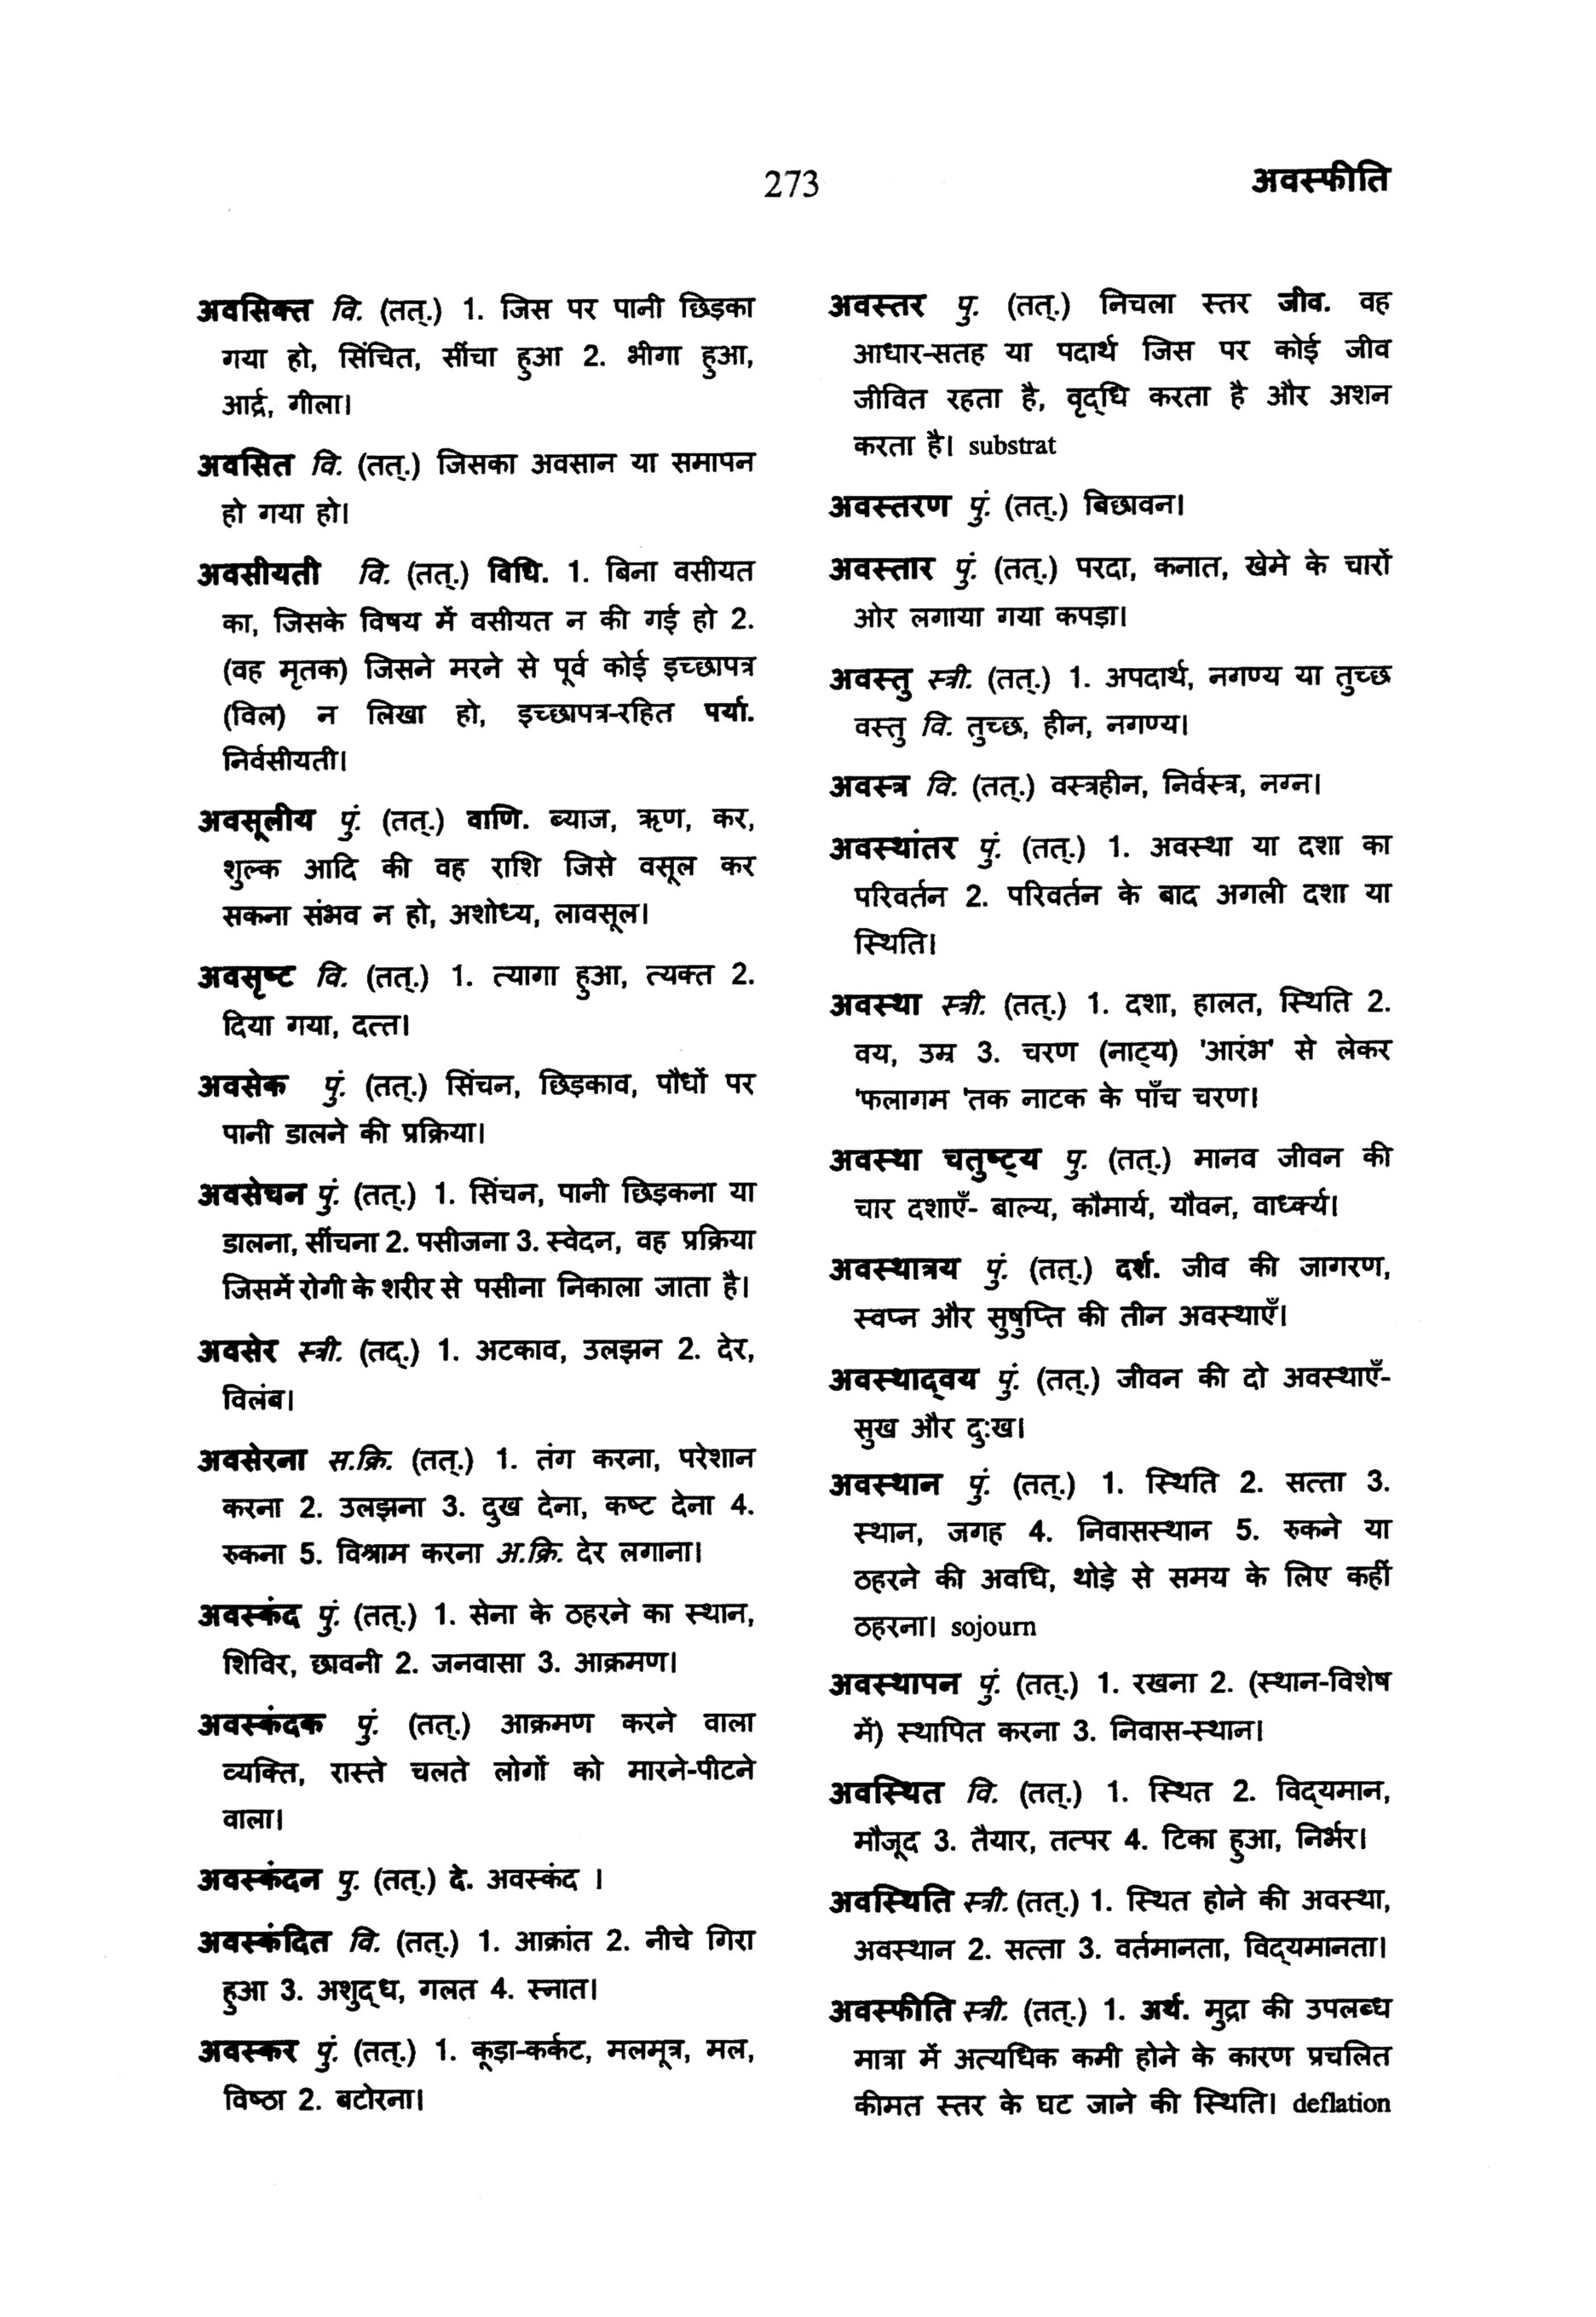 273
अवस्फीति
अवसिक्त वि. (तत्.) 1. जिस पर पानी छिड़का
गया हो, सिंचित, सींचा हुआ 2. भीगा हुआ,
आर्द्र, गीला।
अवसित वि. (तत्.) जिसका अवसान या समापन
हो गया हो।
अवसीयती वि. (तत्.) विधि. 1. बिना वसीयत
का, जिसके विषय में वसीयत न की गई हो 2.
(वह मृतक) जिसने मरने से पूर्व कोई इच्छापत्र
(विल) न लिखा हो, इच्छापत्र-रहित पर्या.
निर्वसीयती।
अवसूलीय पुं. (तत्.) वाणि. ब्याज, ऋण, कर,
शुल्क आदि की वह राशि जिसे वसूल कर
सकना संभव न हो, अशोध्य, लावसूल।
अवसृष्ट वि. (तत्.) 1. त्यागा हुआ, त्यक्त 2.
दिया गया, दत्त।
अवसेक पुं. (तत्.) सिंचन, छिड़काव, पौधों पर
पानी डालने की प्रक्रिया।
अवसेचन पुं. (तत्.) 1. सिंचन, पानी छिड़कना या
डालना, सींचना 2. पसीजना 3. स्वेदन, वह प्रक्रिया
जिसमें रोगी के शरीर से पसीना निकाला जाता है।
अवसेर स्त्री. (तद्.) 1. अटकाव, उलझन 2. देर,
विलंब।
अवसेरना स.क्रि. (तत्.) 1. तंग करना, परेशान
करना 2. उलझना 3. दुख देना, कष्ट देना 4.
रुकना 5. विश्राम करना अ.क्रि. देर लगाना।
अवस्कंद पुं. (तत्.) 1. सेना के ठहरने का स्थान,
शिविर, छावनी 2. जनवासा 3. आक्रमण।
अवस्कंदक पुं. (तत्.) आक्रमण करने वाला
व्यक्ति, रास्ते चलते लोगों को मारने-पीटने
वाला।
अवस्कंदन पु. (तत्.) दे. अवस्कंद ।
अवस्कंदित वि. (तत्.) 1. आक्रांत 2. नीचे गिरा
हुआ 3. अशुद्ध, गलत 4. स्नात।
अवस्कर पुं. (तत्.) 1. कूड़ा-कर्कट, मलमूत्र, मल,
विष्ठा 2. बटोरना।
अवस्तर पु. (तत्.) निचला स्तर जीव. वह
आधार-सतह या पदार्थ जिस पर कोई जीव
जीवित रहता है, वृद्धि करता है और अशन
करता है। substrat
अवस्तरण पुं. (तत्.) बिछावन।
अवस्तार पुं. (तत्.) परदा, कनात, खेमे के चारों
ओर लगाया गया कपड़ा।
अवस्तु स्त्री. (तत्.) 1. अपदार्थ, नगण्य या तुच्छ
वस्तु वि. तुच्छ, हीन, नगण्य।
अवस्त्र वि. (तत्.) वस्त्रहीन, निर्वस्त्र, नग्न।
अवस्थांतर पुं. (तत्.) 1. अवस्था या दशा का
परिवर्तन 2. परिवर्तन के बाद अगली दशा या
स्थिति।
अवस्था स्त्री. (तत्.) 1. दशा, हालत, स्थिति 2.
वय, उम्र 3. चरण (नाट्य) 'आरंभ' से लेकर
'फलागम 'तक नाटक के पाँच चरण।
अवस्था चतुष्ट्य पु. (तत्.) मानव जीवन की
चार दशाएँ- बाल्य, कौमार्य, यौवन, वार्ध्क्य।
अवस्थात्रय पुं. (तत्.) दर्श. जीव की जागरण,
स्वप्न और सुषुप्ति की तीन अवस्थाएँ।
अवस्थाद्वय पुं. (तत्.) जीवन की दो अवस्थाएँ-
सुख और दुःख।
अवस्थान पुं. (तत्.) 1. स्थिति 2. सत्ता 3.
स्थान, जगह 4. निवासस्थान 5. रुकने या
ठहरने की अवधि, थोड़े से समय के लिए कहीं
ठहरना। sojourn
अवस्थापन पुं. (तत्.) 1. रखना 2. (स्थान-विशेष
में) स्थापित करना 3. निवास-स्थान।
अवस्थित वि. (तत्.) 1. स्थित 2. विद्यमान,
मौजूद 3. तैयार, तत्पर 4. टिका हुआ, निर्भर।
अवस्थिति स्त्री. (तत्.) 1. स्थित होने की अवस्था,
अवस्थान 2. सत्ता 3. वर्तमानता, विद्यमानता।
अवस्फीति स्त्री. (तत्.) 1. अर्थ. मुद्रा की उपलब्ध
मात्रा में अत्यधिक कमी होने के कारण प्रचलित
कीमत स्तर के घट जाने की स्थिति। deflation